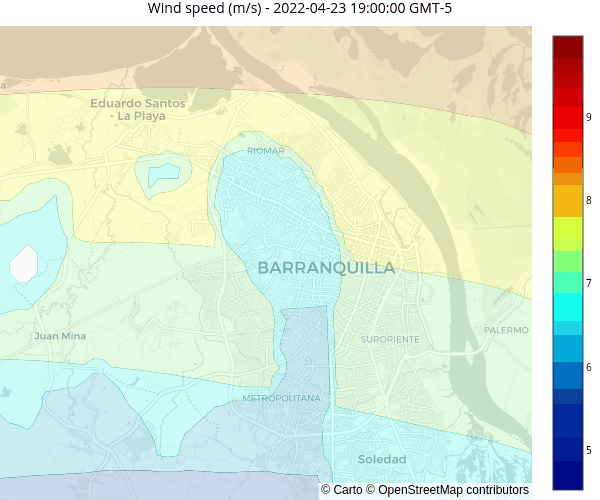 Wind speed (m/s) - 2022-04-23 19:00:00 GMT-5
a
Eduardo Santos
- La Playa
RIOMAR
BARRANQUILLA
Juan Mina
SURORIENTE
PALERMO
METROPOLITANA
Soledad
9
8
7
6
5
© Carto © OpenStreetMap contributors